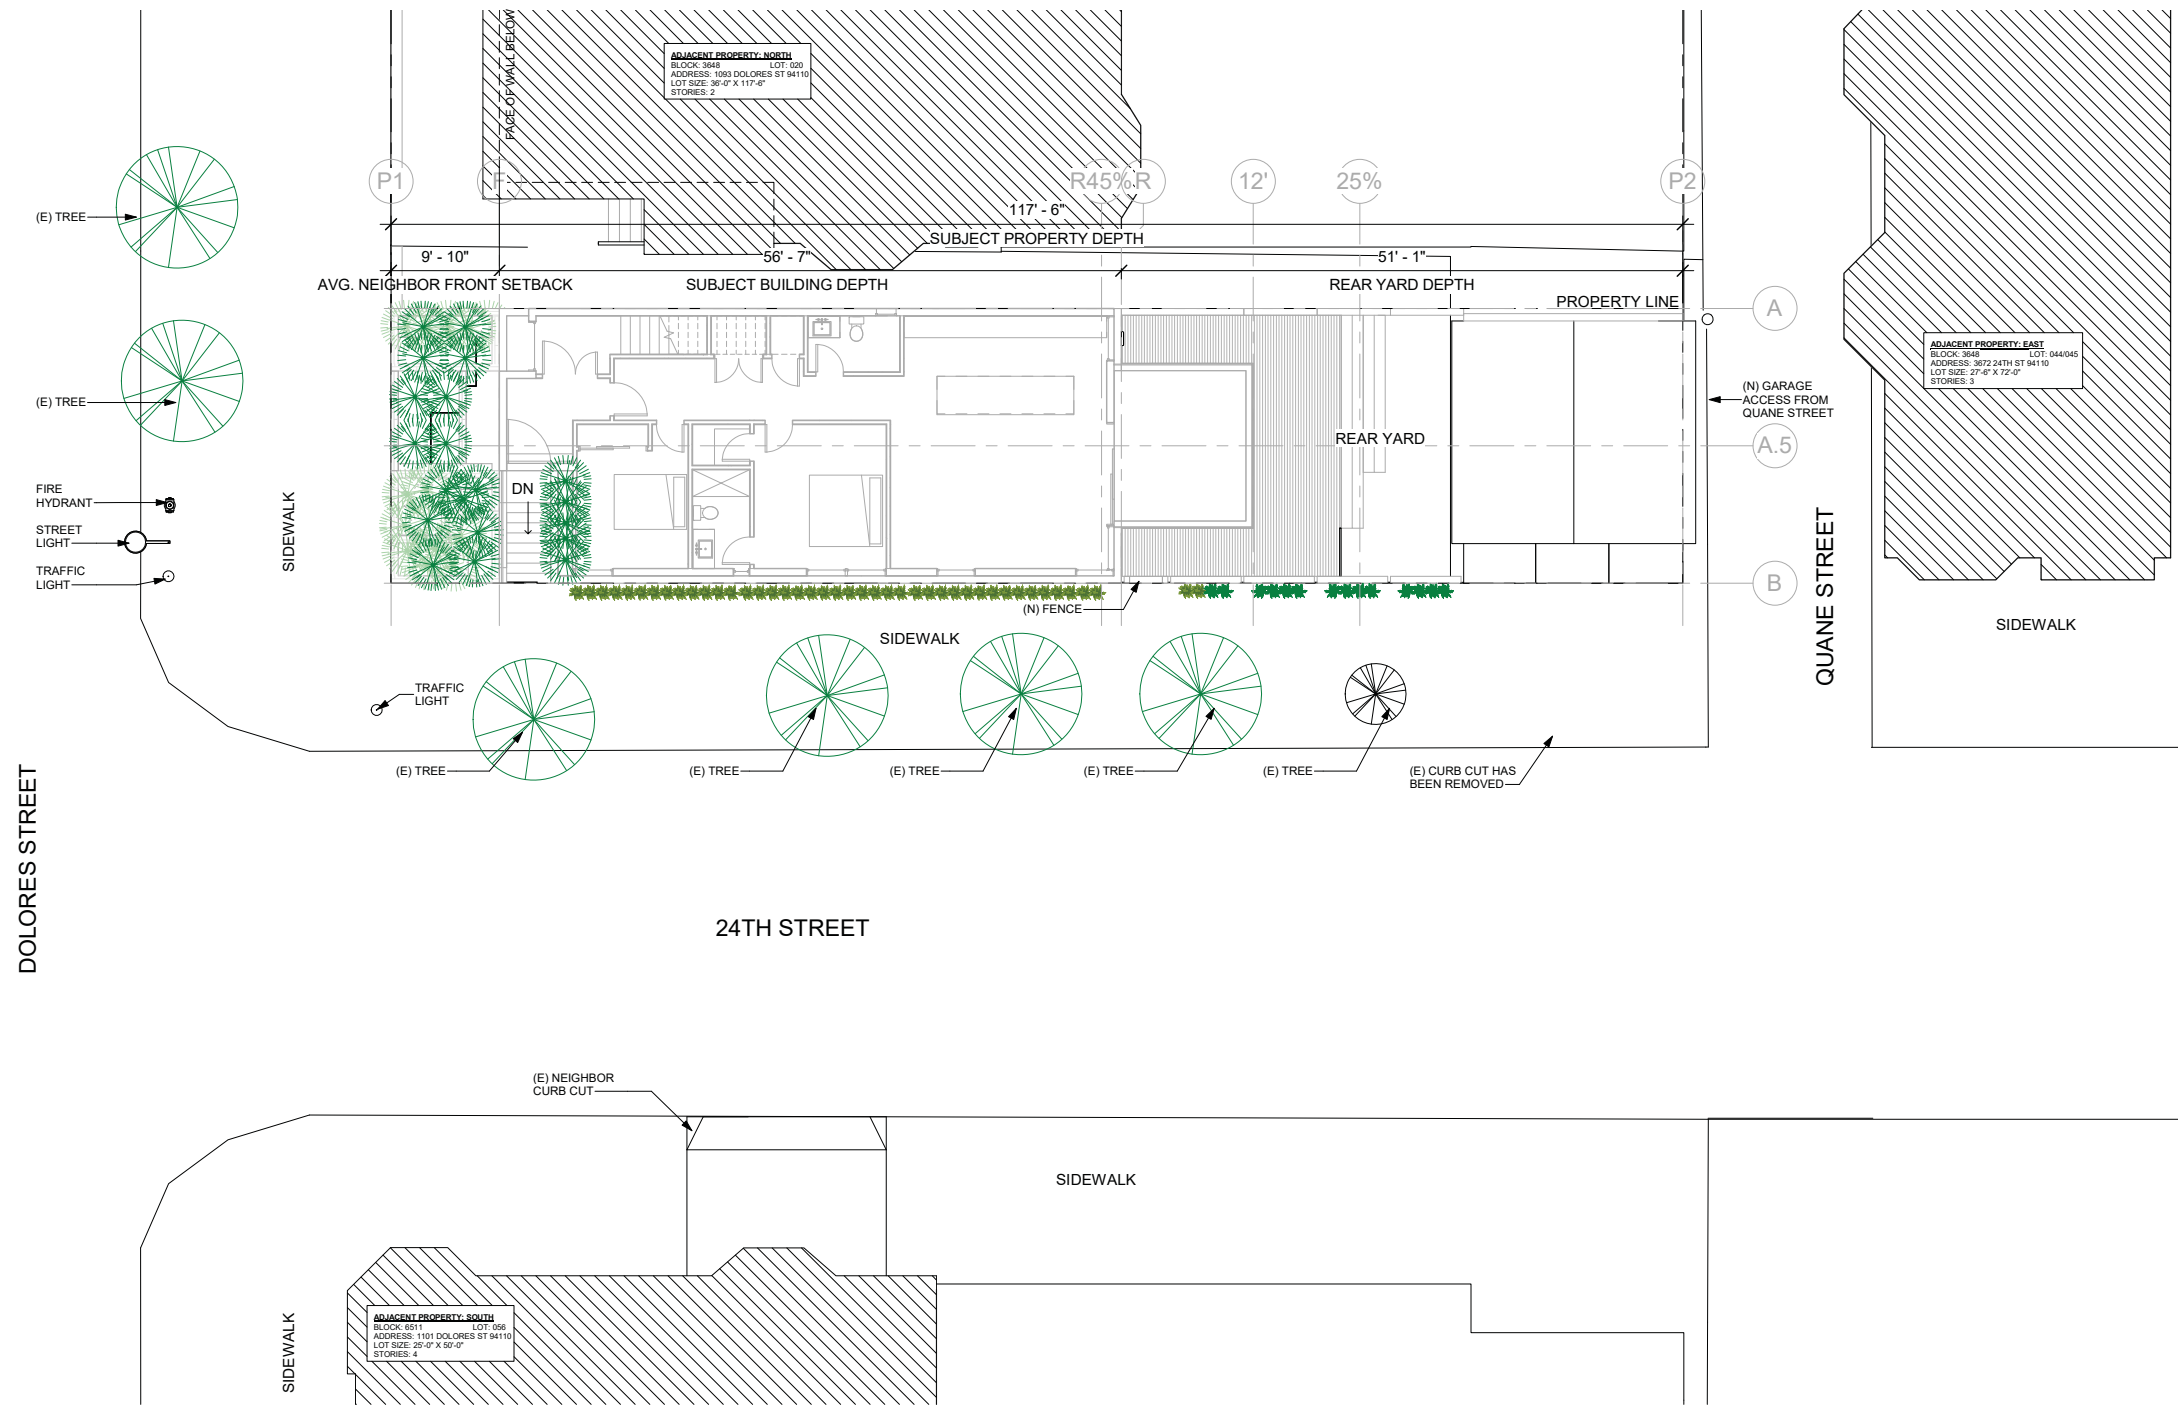 FACE OF WALL BELOW
ADJACENT PROPERTY: NORTH
BLOCK: 3648 LOT: 020
ADDRESS: 1093 DOLORES ST 94110
LOT SIZE: 36'-0" X 117'-6"
STORIES: 2
P1
F
R45%
R
12'
25%
P2
(E) TREE
117' - 6"
SUBJECT PROPERTY DEPTH
9' - 10"
56' - 7"
51' - 1"
AVG. NEIGHBOR FRONT SETBACK
SUBJECT BUILDING DEPTH
REAR YARD DEPTH
PROPERTY LINE
A
ADJACENT PROPERTY: EAST
BLOCK: 3648 LOT: 044/045
ADDRESS: 3672 24TH ST 94110
LOT SIZE: 27'-6" X 72'-0"
STORIES: 3
(E) TREE
(N) GARAGE
ACCESS FROM
QUANE STREET
REAR YARD
A.5
FIRE
HYDRANT
STREET
LIGHT
TRAFFIC
LIGHT
SIDEWALK
DN
QUANE STREET
B
(N) FENCE
SIDEWALK
SIDEWALK
TRAFFIC
LIGHT
(E) TREE
(E) TREE
(E) TREE
(E) TREE
(E) TREE
(E) CURB CUT HAS
BEEN REMOVED
DOLORES STREET
24TH STREET
(E) NEIGHBOR
CURB CUT
SIDEWALK
SIDEWALK
ADJACENT PROPERTY: SOUTH
BLOCK: 6511 LOT: 056
ADDRESS: 1101 DOLORES ST 94110
LOT SIZE: 25'-0" X 50'-0"
STORIES: 4